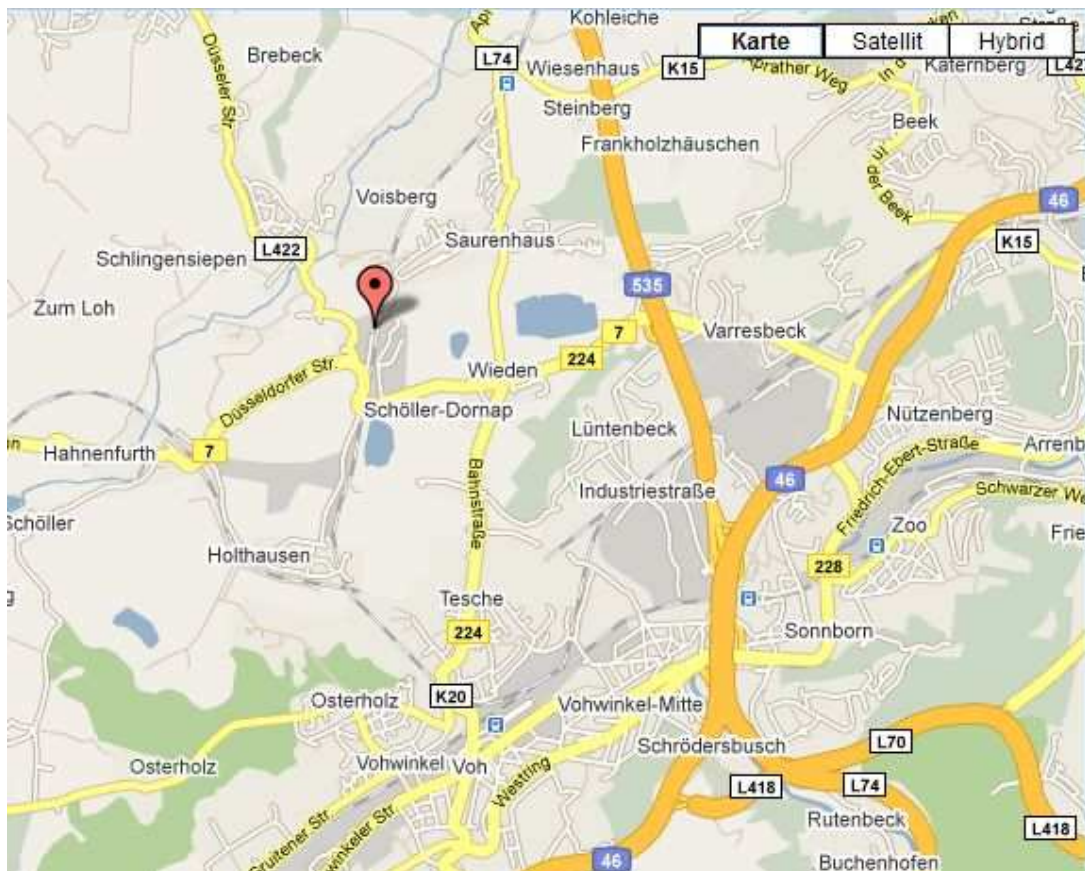 Kohleiche
Karte Satellit Hybrid
Düsseler Str
Brebeck
L74
Wiesenhaus
K15
Aprather Weg
Katernberg
Steinberg
Beek
Frankholzhäuschen
In der Beek
Voisberg
46
L422
Saurenhaus
K15
Schlingensiepen
535
Zum Loh
7
Varresbeck
224
Wieden
Düsseldorfer Str.
Schöller-Dornap
Nützenberg
Lüntenbeck
7
Hahnenfurth
Friedrich-Ebert-Straße
Bahnstraße
46
Industriestraße
Schwarzer We
Schöller
Zoo
Holthausen
228
Tesche
224
Sonnborn
K20
Osterholz
Vohwinkel-Mitte
Schrödersbusch
L70
Osterholz
Vohwinkel Voh
Westring
L418
L74
Rutenbeck
L418
46
Buchenhofen